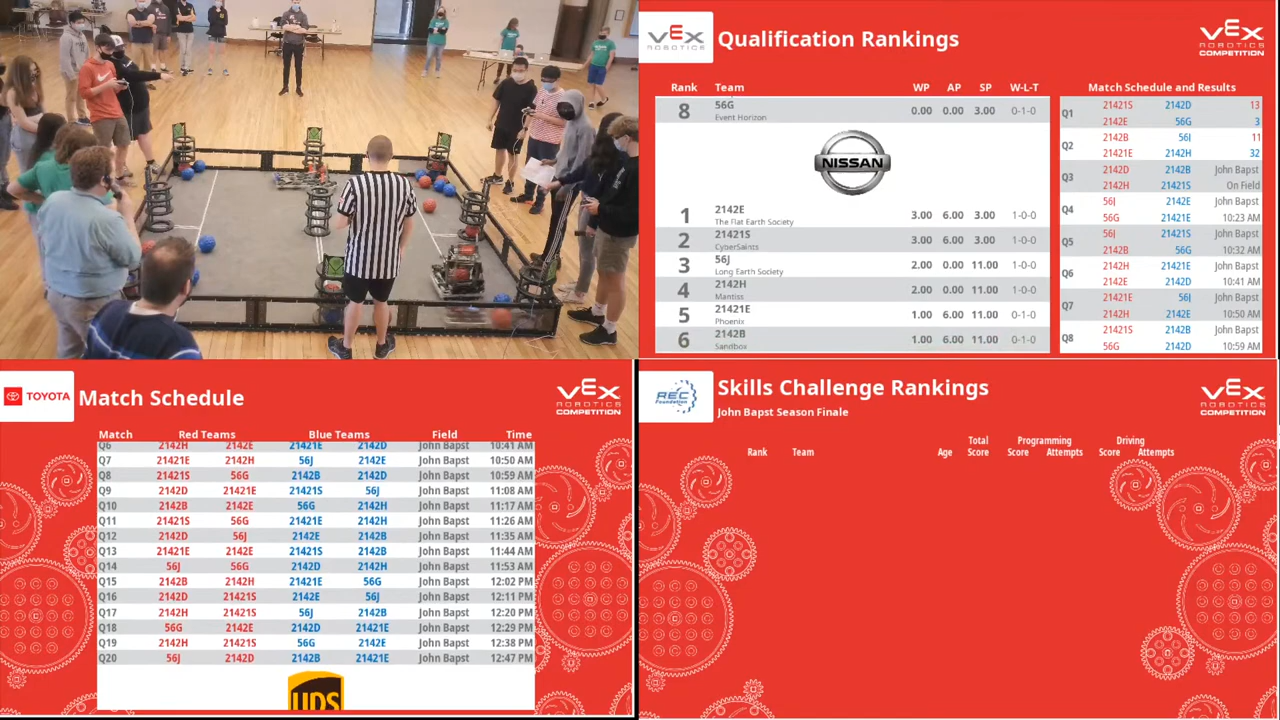 VEX
ROBOTICS
Qualification Rankings
VEX
ROBOTICS
COMPETITION
Rank Team WP AP SP W-L-T
8 56G 0.00 0.00 3.00 0-1-0
Event Horizon
NISSAN
1 2142E 3.00 6.00 3.00 1-0-0
The Flat Earth Society
2 21421S 3.00 6.00 3.00 1-0-0
CyberSaints
3 56J 2.00 0.00 11.00 1-0-0
Long Earth Society
4 2142H 2.00 0.00 11.00 1-0-0
Mantiss
5 21421E 1.00 6.00 11.00 0-1-0
Phoenix
6 2142B 1.00 6.00 11.00 0-1-0
Sandbox
Match Schedule and Results
Q1 21421S 2142D 13
2142E 56G 3
Q2 2142B 56J 11
21421E 2142H 32
Q3 2142D 2142B John Bapst
2142H 21421S On Field
Q4 56J 2142E John Bapst
56G 21421E 10:23 AM
Q5 56J 21421S John Bapst
2142B 56G 10:32 AM
Q6 2142H 21421E John Bapst
2142E 2142D 10:41 AM
Q7 21421E 56J John Bapst
2142H 2142E 10:50 AM
Q8 21421S 2142B John Bapst
56G 2142D 10:59 AM
TOYOTA
Match Schedule
VEX
ROBOTICS
COMPETITION
Match Red Teams Blue Teams Field Time
Q6 2142H 2142E 21421E 2142D John Bapst 10:41 AM
Q7 21421E 2142H 56J 2142E John Bapst 10:50 AM
Q8 21421S 56G 2142B 2142D John Bapst 10:59 AM
Q9 2142D 21421E 21421S 56J John Bapst 11:08 AM
Q10 2142B 2142E 56G 2142H John Bapst 11:17 AM
Q11 21421S 56G 21421E 2142H John Bapst 11:26 AM
Q12 2142D 56J 2142E 2142B John Bapst 11:35 AM
Q13 21421E 2142E 21421S 2142B John Bapst 11:44 AM
Q14 56J 56G 2142D 2142H John Bapst 11:53 AM
Q15 2142B 2142H 21421E 56G John Bapst 12:02 PM
Q16 2142D 21421S 2142E 56J John Bapst 12:11 PM
Q17 2142H 21421S 56J 2142B John Bapst 12:20 PM
Q18 56G 2142E 2142D 21421E John Bapst 12:29 PM
Q19 2142H 21421S 56G 2142E John Bapst 12:38 PM
Q20 56J 2142D 2142B 21421E John Bapst 12:47 PM
ups
REC
Foundation
Skills Challenge Rankings
John Bapst Season Finale
VEX
ROBOTICS
COMPETITION
Total Programming Driving
Rank Team Age Score Score Attempts Score Attempts